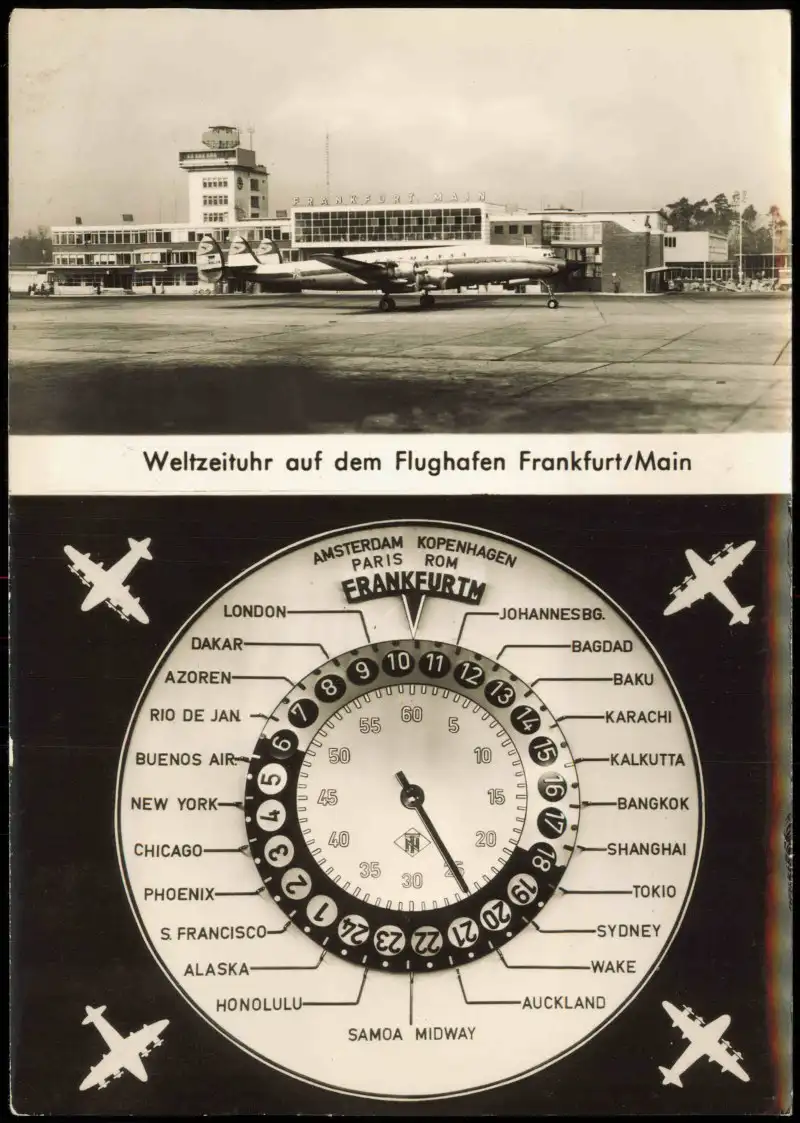 FRANKFURT MAIN
Weltzeituhr auf dem Flughafen Frankfurt/Main
AMSTERDAM KOPENHAGEN
PARIS ROM
FRANKFURTM
LONDON
JOHANNESBG.
DAKAR
BAGDAD
AZOREN
BAKU
RIO DE JAN.
KARACHI
BUENOS AIR.
KALKUTTA
NEW YORK
BANGKOK
CHICAGO
SHANGHAI
PHOENIX
TOKIO
S. FRANCISCO
SYDNEY
ALASKA
WAKE
HONOLULU
AUCKLAND
SAMOA MIDWAY
10 11 12 13 14 15 16 17 18 19 20 21 22 23 24 1 2 3 4 5 6 7 8 9
60 5 10 15 20 25 30 35 40 45 50 55